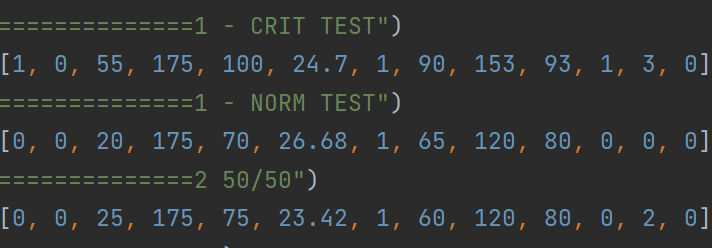 ==============1 - CRIT TEST")
[1, 0, 55, 175, 100, 24.7, 1, 90, 153, 93, 1, 3, 0]
==============1 - NORM TEST")
[0, 0, 20, 175, 70, 26.68, 1, 65, 120, 80, 0, 0, 0]
==============2 50/50")
[0, 0, 25, 175, 75, 23.42, 1, 60, 120, 80, 0, 2, 0]